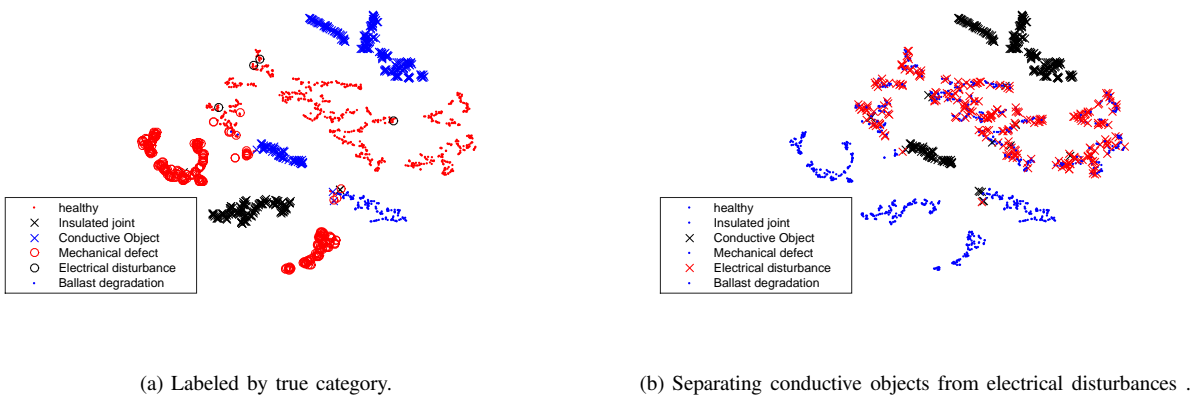 healthy
Insulated joint
Conductive Object
Mechanical defect
Electrical disturbance
Ballast degradation
healthy
Insulated joint
Conductive Object
Mechanical defect
Electrical disturbance
Ballast degradation
(a) Labeled by true category.
(b) Separating conductive objects from electrical disturbances .